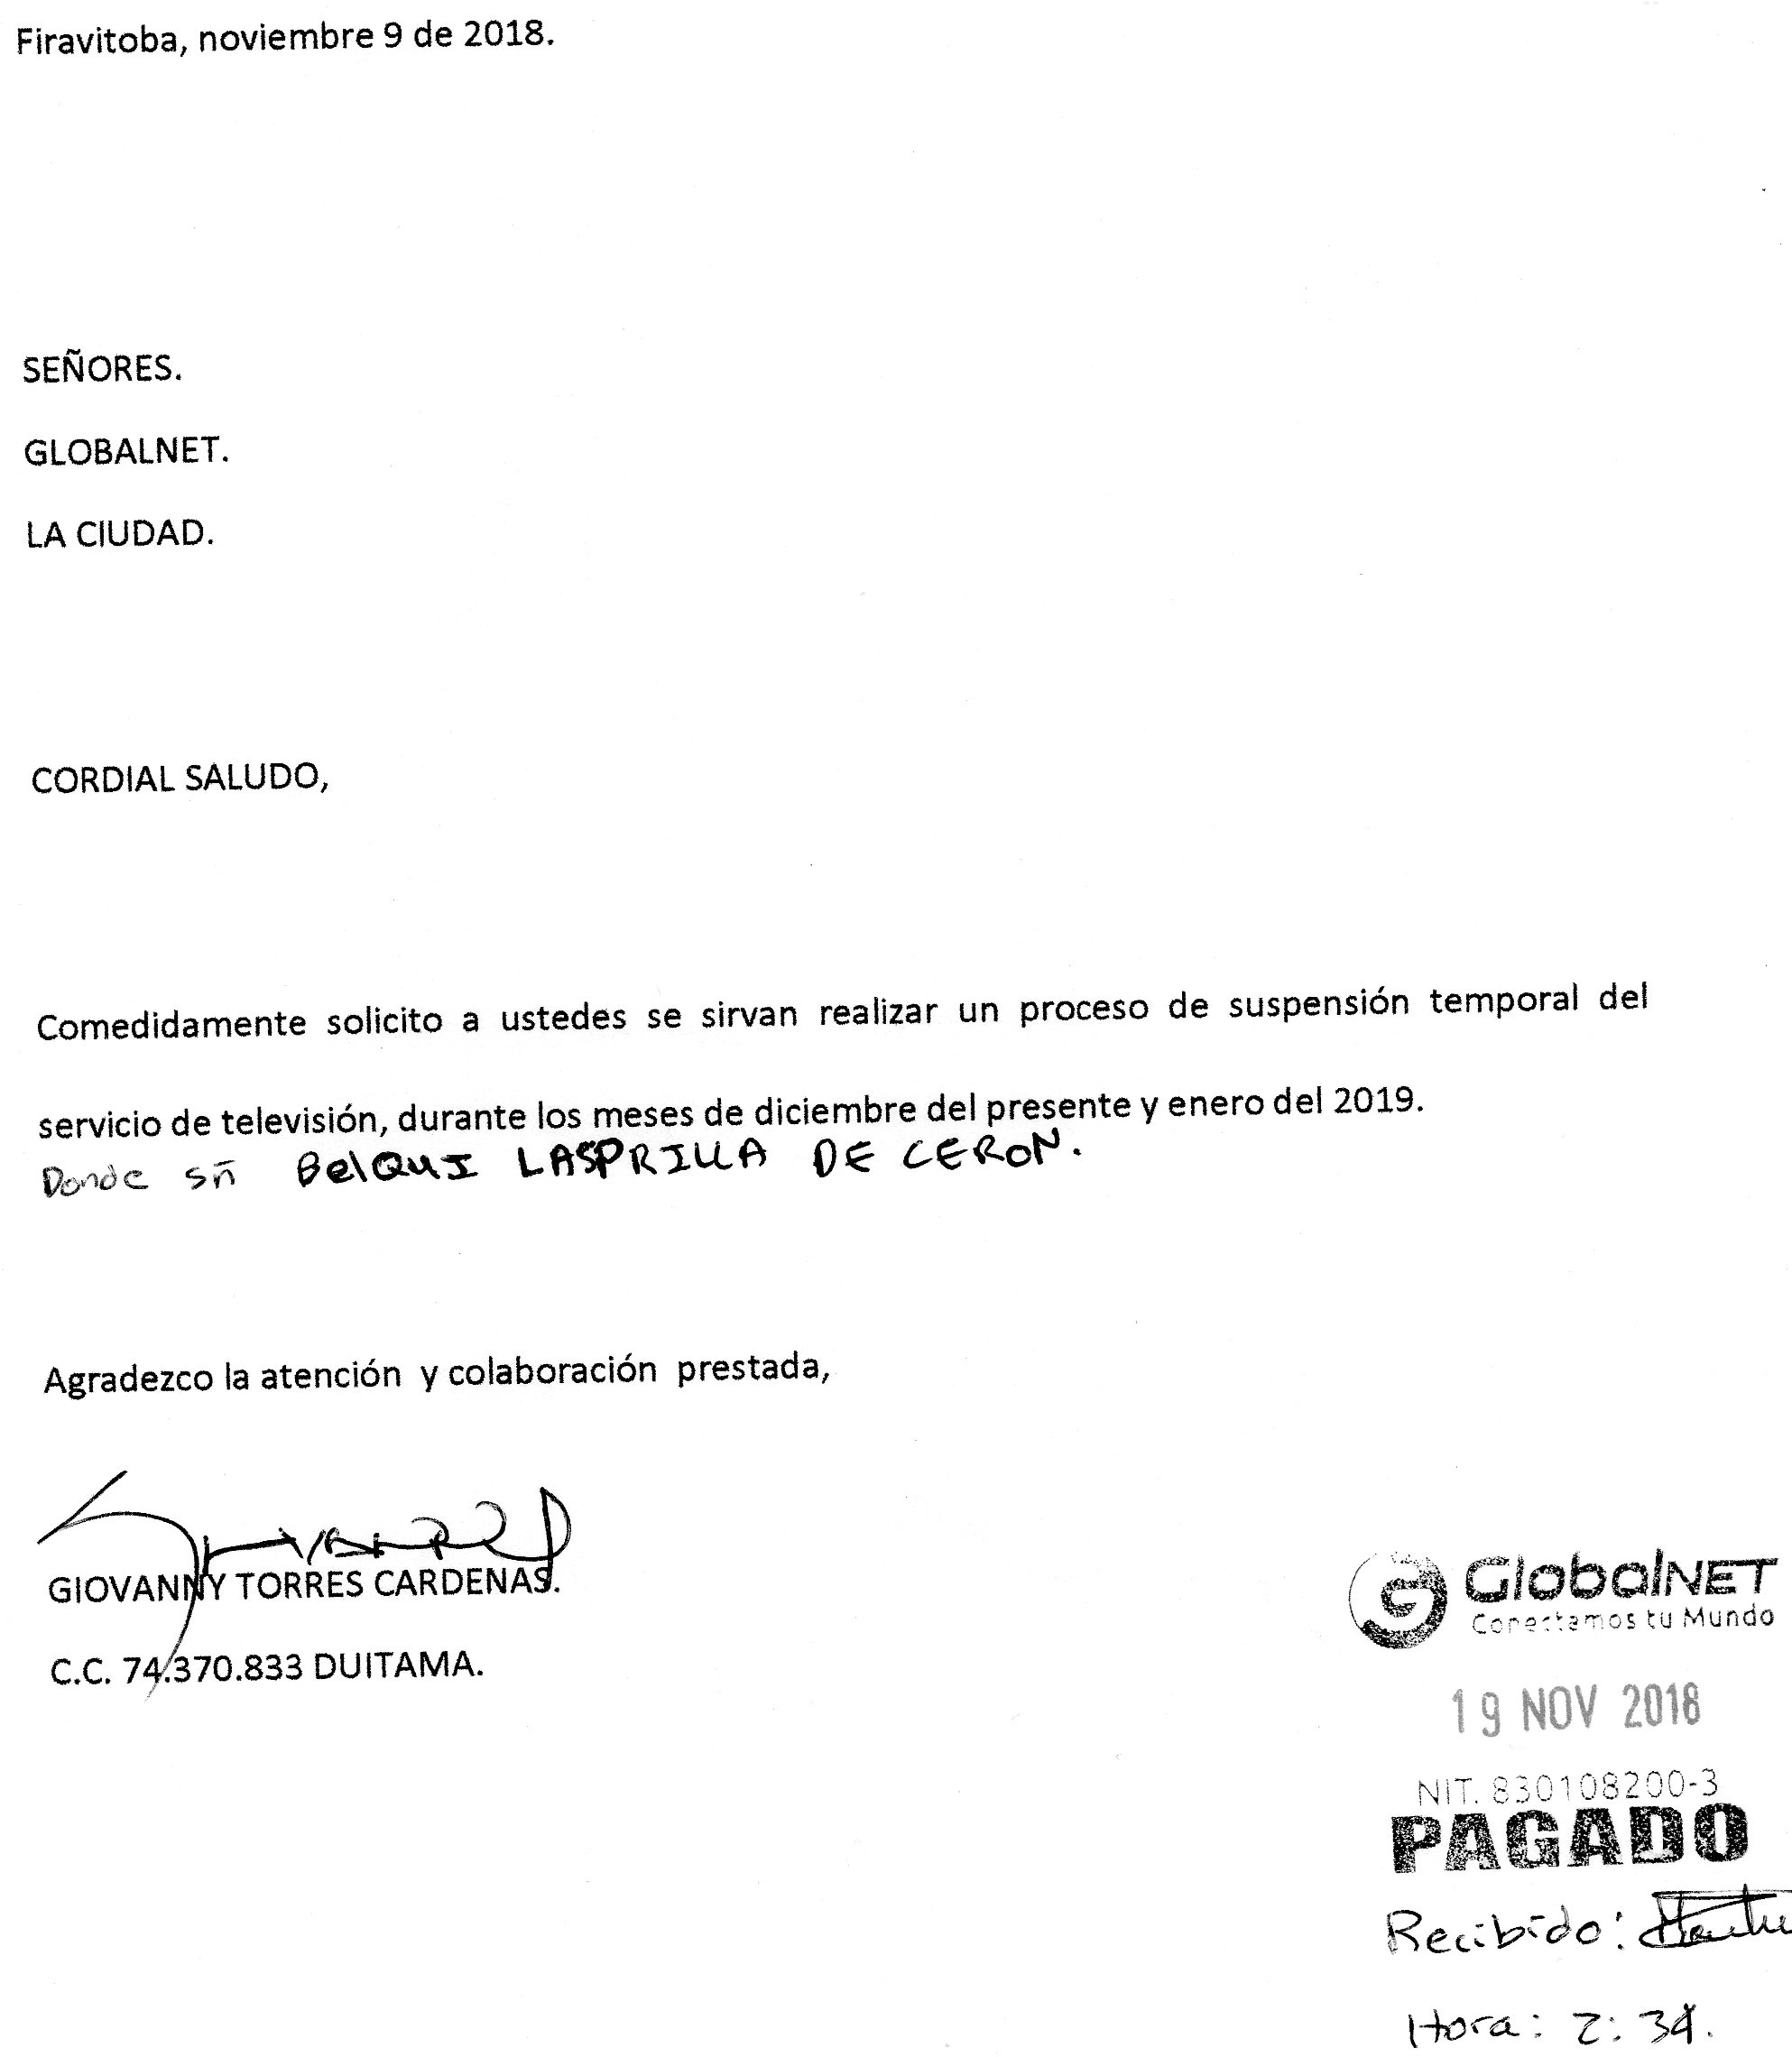 Firavitoba, noviembre 9 de 2018.
SEÑORES.
GLOBALNET.
LA CIUDAD.
CORDIAL SALUDO,
Comedidamente solicito a ustedes se sirvan realizar un proceso de suspensión temporal del
servicio de televisión, durante los meses de diciembre del presente y enero del 2019.
Donde sñ BelQuI LASPRILLA DE CERON.
Agradezco la atención y colaboración prestada,
GIOVANNY TORRES CARDENAS.
C.C. 74.370.833 DUITAMA.
GlobalNET
Conectamos tu Mundo
19 NOV 2018
NIT. 830108200-3
PAGADO
Recibido:
Hora: 2:34.